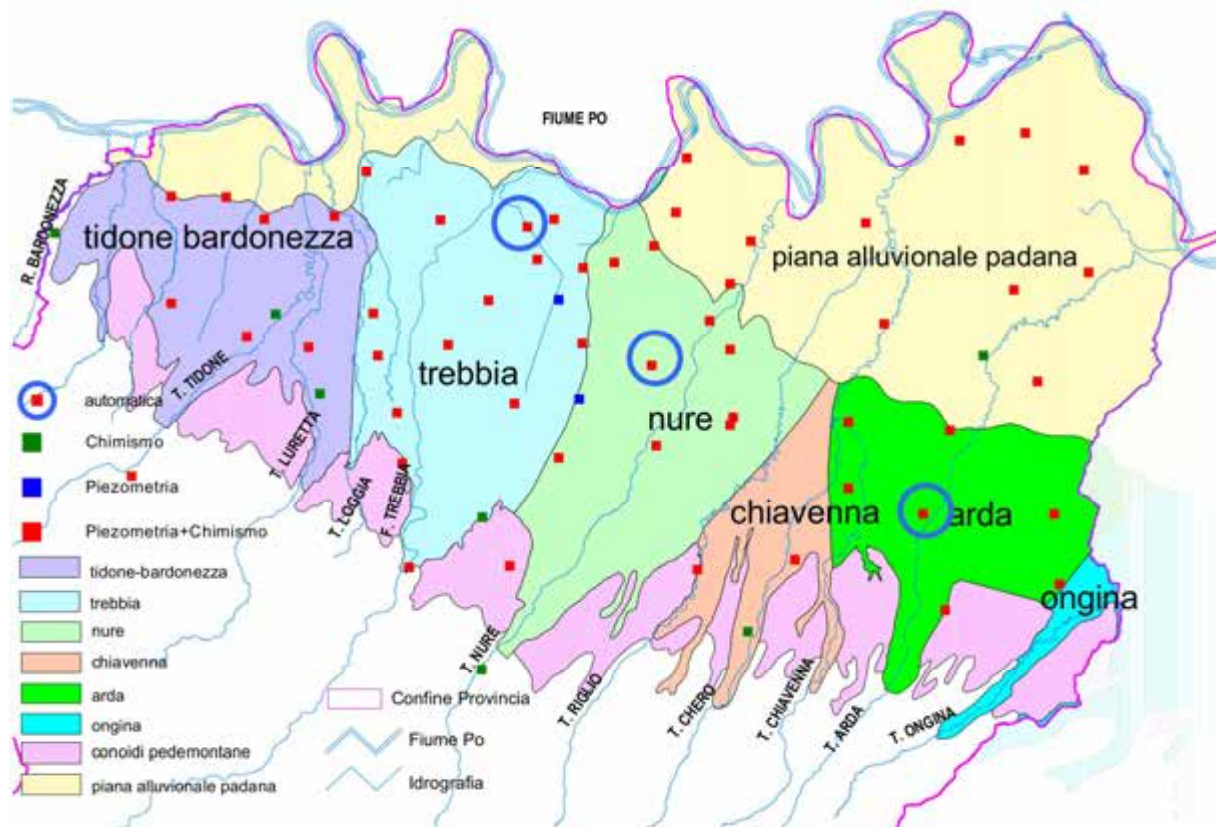 FIUME PO
R. BARDONEZZA
tidone bardonezza
piana alluvionale padana
T. TIDONE
trebbia
automatica
nure
Chimismo
T. LURETTA
Piezometria
T. LOGGIA
F. TREBBIA
chiavenna
arda
Piezometria+Chimismo
tidone-bardonezza
ongina
trebbia
nure
T. NURE
T. RIGLIO
T. CHERO
T. CHIAVENNA
T. ARDA
T. ONGINA
chiavenna
arda
Confine Provincia
ongina
Fiume Po
conoidi pedemontane
Idrografia
piana alluvionale padana